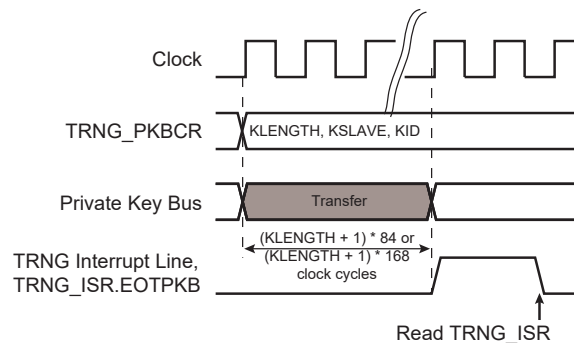 Clock
TRNG_PKBCR
KLENGTH, KSLAVE, KID
Private Key Bus
Transfer
(KLENGTH + 1) * 84 or
(KLENGTH + 1) * 168
clock cycles
TRNG Interrupt Line,
TRNG_ISR.EOTPKB
Read TRNG_ISR